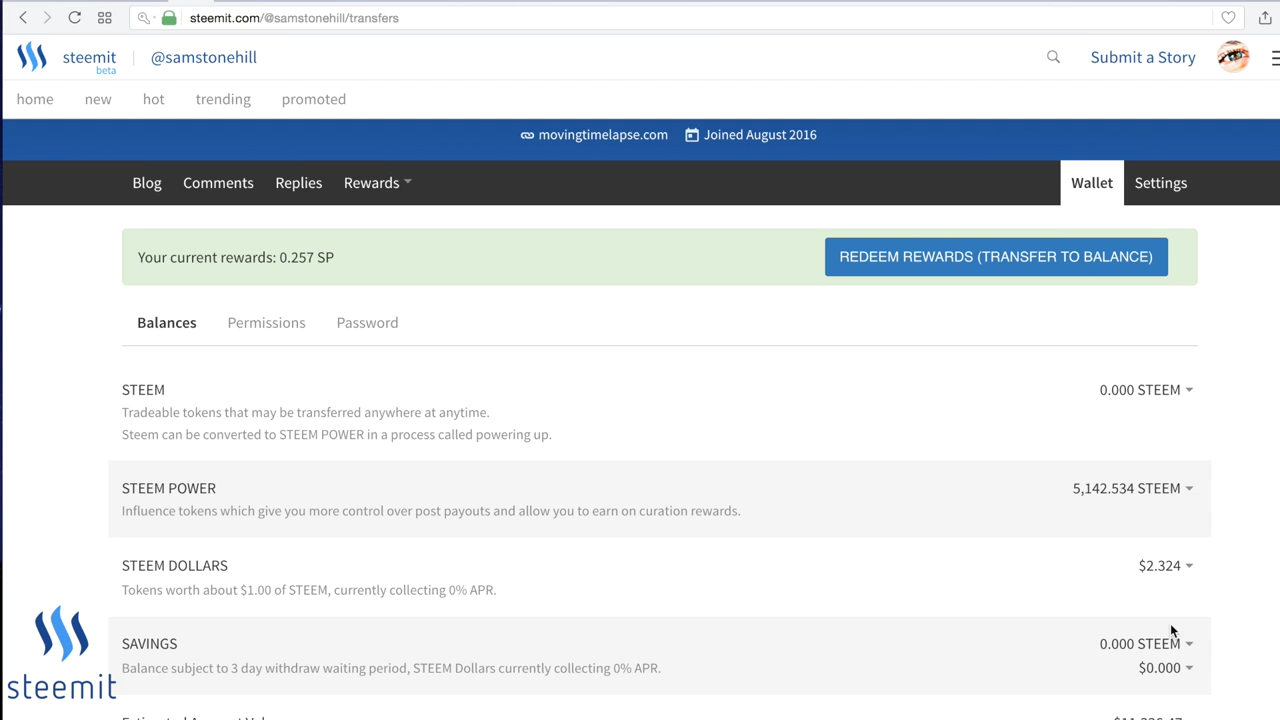 steemit.com/@samstonehill/transfers
steemit
beta
@samstonehill
Submit a Story
home new hot trending promoted
movingtimelapse.com Joined August 2016
Blog Comments Replies Rewards Wallet Settings
Your current rewards: 0.257 SP REDEEM REWARDS (TRANSFER TO BALANCE)
Balances Permissions Password
STEEM 0.000 STEEM
Tradeable tokens that may be transferred anywhere at anytime.
Steem can be converted to STEEM POWER in a process called powering up.
STEEM POWER 5,142.534 STEEM
Influence tokens which give you more control over post payouts and allow you to earn on curation rewards.
STEEM DOLLARS $2.324
Tokens worth about $1.00 of STEEM, currently collecting 0% APR.
SAVINGS 0.000 STEEM
Balance subject to 3 day withdraw waiting period, STEEM Dollars currently collecting 0% APR. $0.000
steemit